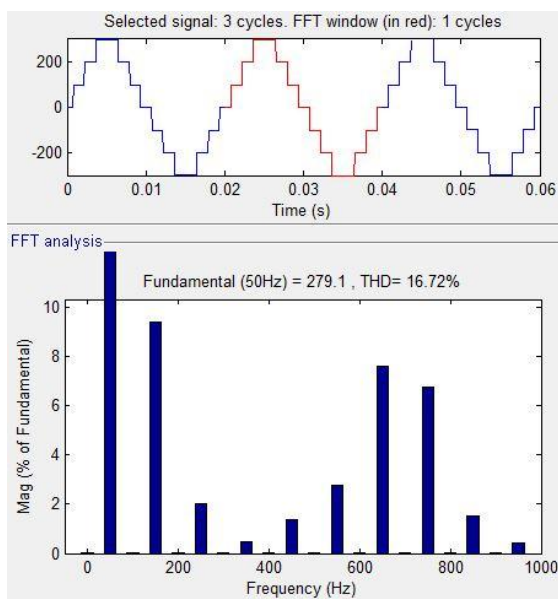 Selected signal: 3 cycles. FFT window (in red): 1 cycles
200
0
-200
0 0.01 0.02 0.03 0.04 0.05 0.06
Time (s)
FFT analysis
Fundamental (50Hz) = 279.1 , THD= 16.72%
10
8
6
4
2
0
Mag (% of Fundamental)
0 200 400 600 800 1000
Frequency (Hz)